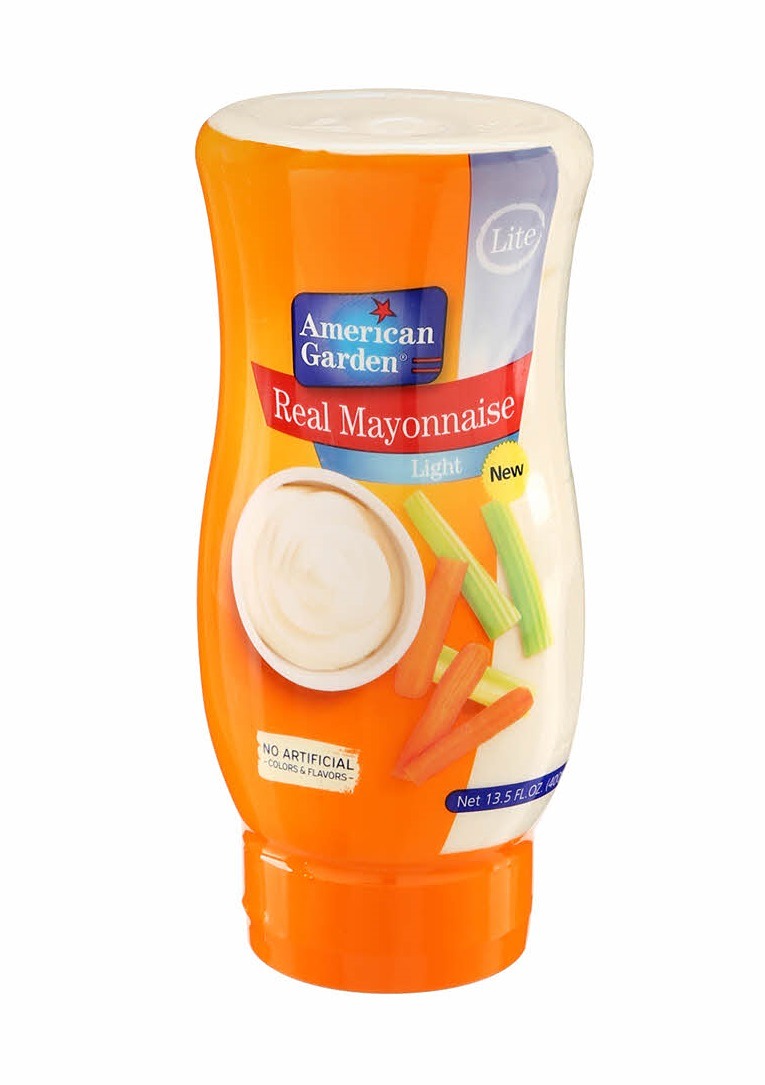 Lite
American
Garden®
Real Mayonnaise
Light
New
NO ARTIFICIAL
-COLORS & FLAVORS-
Net 13.5 FL.OZ.